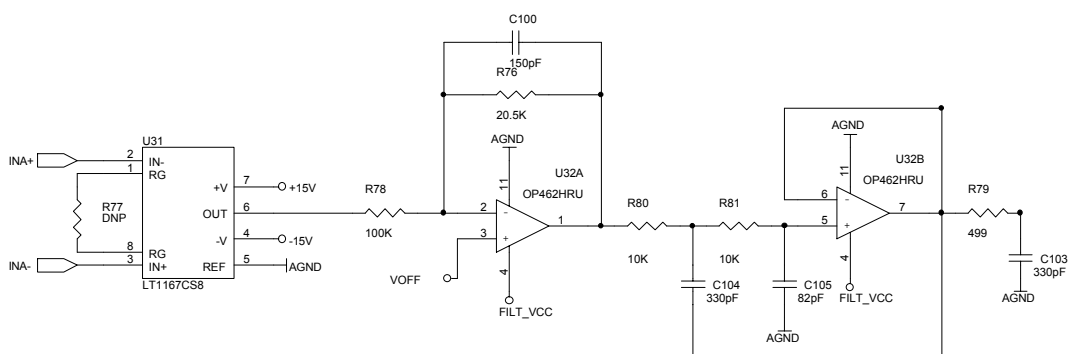 C100
150pF
R76
20.5K
U31
INA+
2
IN-
1
RG
R77
DNP
8
RG
INA-
3
IN+
+V
7
+15V
OUT
6
-V
4
-15V
REF
5
AGND
LT1167CS8
R78
100K
AGND
11
U32A
OP462HRU
2
-
3
+
1
4
VOFF
FILT_VCC
R80
10K
R81
10K
C104
330pF
C105
82pF
AGND
AGND
11
U32B
OP462HRU
6
-
5
+
7
4
FILT_VCC
R79
499
C103
330pF
AGND